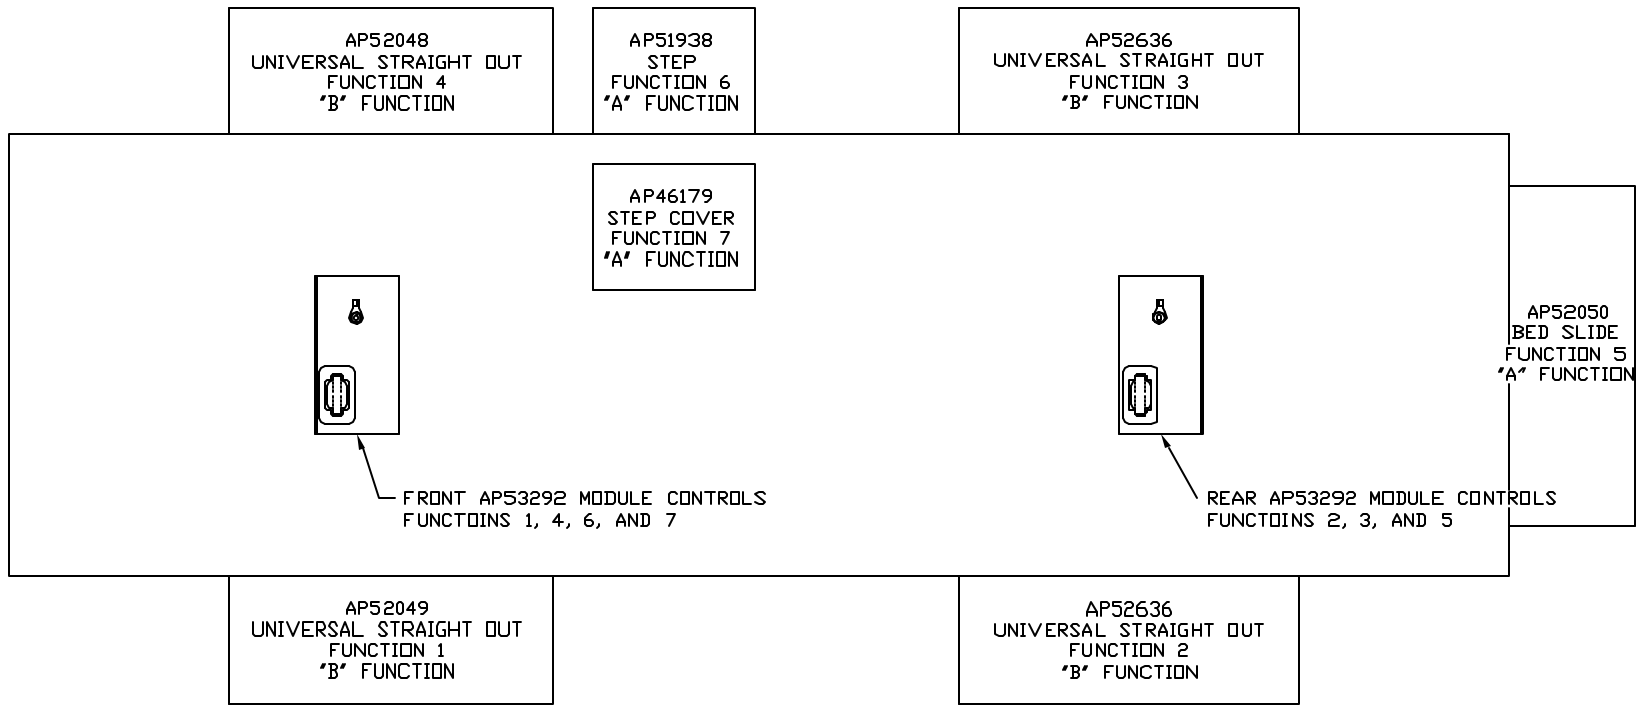 AP52048
UNIVERSAL STRAIGHT OUT
FUNCTION 4
"B" FUNCTION
AP51938
STEP
FUNCTION 6
"A" FUNCTION
AP52636
UNIVERSAL STRAIGHT OUT
FUNCTION 3
"B" FUNCTION
AP46179
STEP COVER
FUNCTION 7
"A" FUNCTION
AP52050
BED SLIDE
FUNCTION 5
"A" FUNCTION
FRONT AP53292 MODULE CONTROLS
FUNCTOINS 1, 4, 6, AND 7
REAR AP53292 MODULE CONTROLS
FUNCTOINS 2, 3, AND 5
AP52049
UNIVERSAL STRAIGHT OUT
FUNCTION 1
"B" FUNCTION
AP52636
UNIVERSAL STRAIGHT OUT
FUNCTION 2
"B" FUNCTION